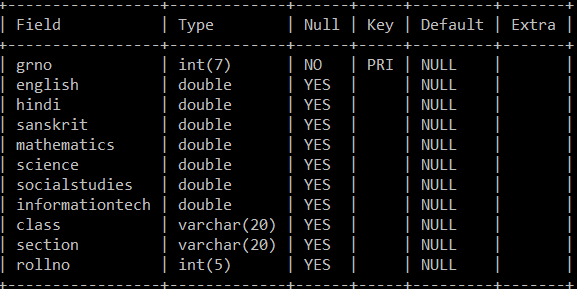 +-----------------+-------------+------+-----+---------+-------+
| Field           | Type        | Null | Key | Default | Extra |
+-----------------+-------------+------+-----+---------+-------+
| grno            | int(7)      | NO   | PRI | NULL    |       |
| english         | double      | YES  |     | NULL    |       |
| hindi           | double      | YES  |     | NULL    |       |
| sanskrit        | double      | YES  |     | NULL    |       |
| mathematics     | double      | YES  |     | NULL    |       |
| science         | double      | YES  |     | NULL    |       |
| socialstudies   | double      | YES  |     | NULL    |       |
| informationtech | double      | YES  |     | NULL    |       |
| class           | varchar(20) | YES  |     | NULL    |       |
| section         | varchar(20) | YES  |     | NULL    |       |
| rollno          | int(5)      | YES  |     | NULL    |       |
+-----------------+-------------+------+-----+---------+-------+